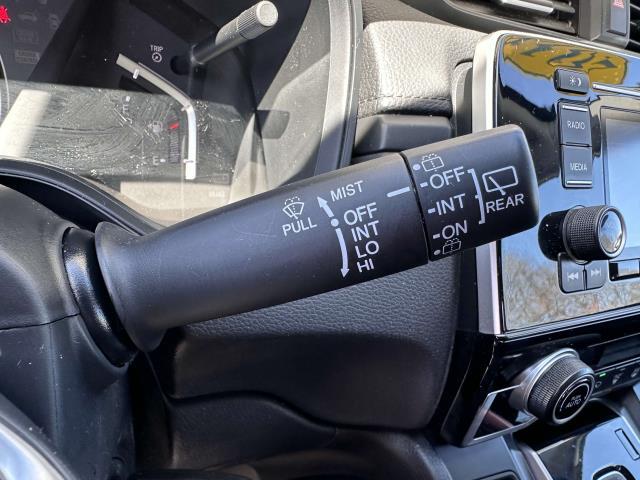 TRIP
MIST
PULL
OFF
INT
LO
HI
OFF
INT
ON
REAR
RADIO
MEDIA
AUTO